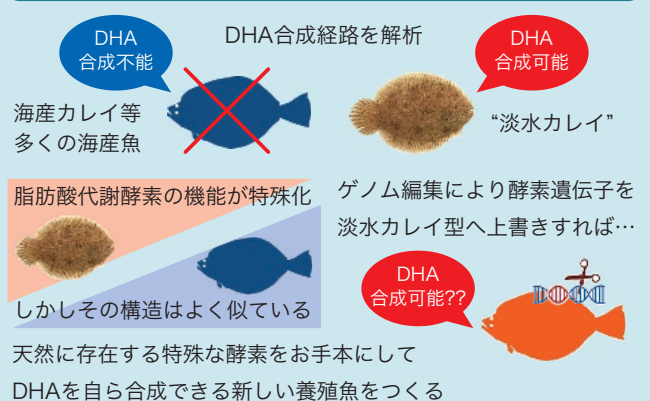 DHA合成経路を解析
DHA
合成不能
DHA
合成可能
海産カレイ等
多くの海産魚
“淡水カレイ”
脂肪酸代謝酵素の機能が特殊化
しかしその構造はよく似ている
ゲノム編集により酵素遺伝子を
淡水カレイ型へ上書きすれば…
DHA
合成可能??
天然に存在する特殊な酵素をお手本にして
DHAを自ら合成できる新しい養殖魚をつくる